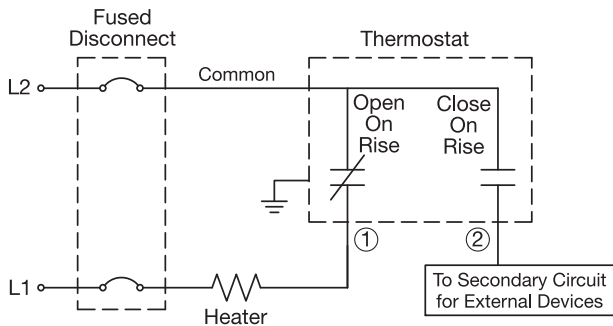 Fused
Disconnect
Thermostat
L2
Common
Open
On
Rise
Close
On
Rise
①
②
L1
Heater
To Secondary Circuit
for External Devices